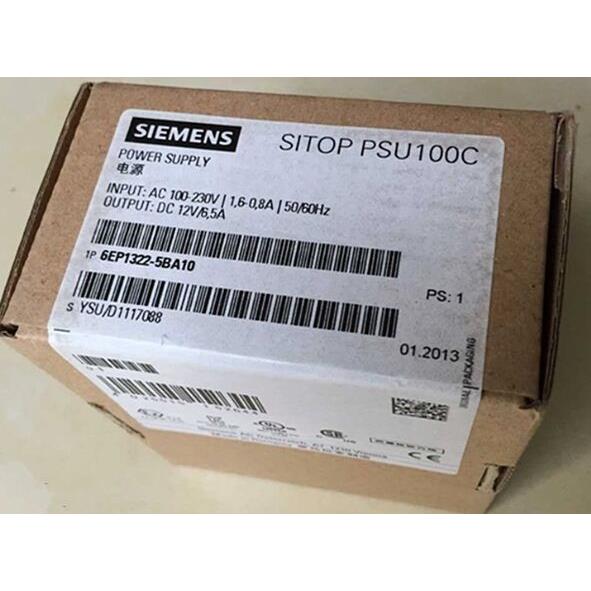 SIEMENS
SITOP PSU100C
POWER SUPPLY
电源
INPUT: AC 100-230V | 1,6-0,8A | 50/60Hz
OUTPUT: DC 12V/6,5A
1P 6EP1322-5BA10
PS: 1
S YSU/D1117088
01.2013
PACKAGING